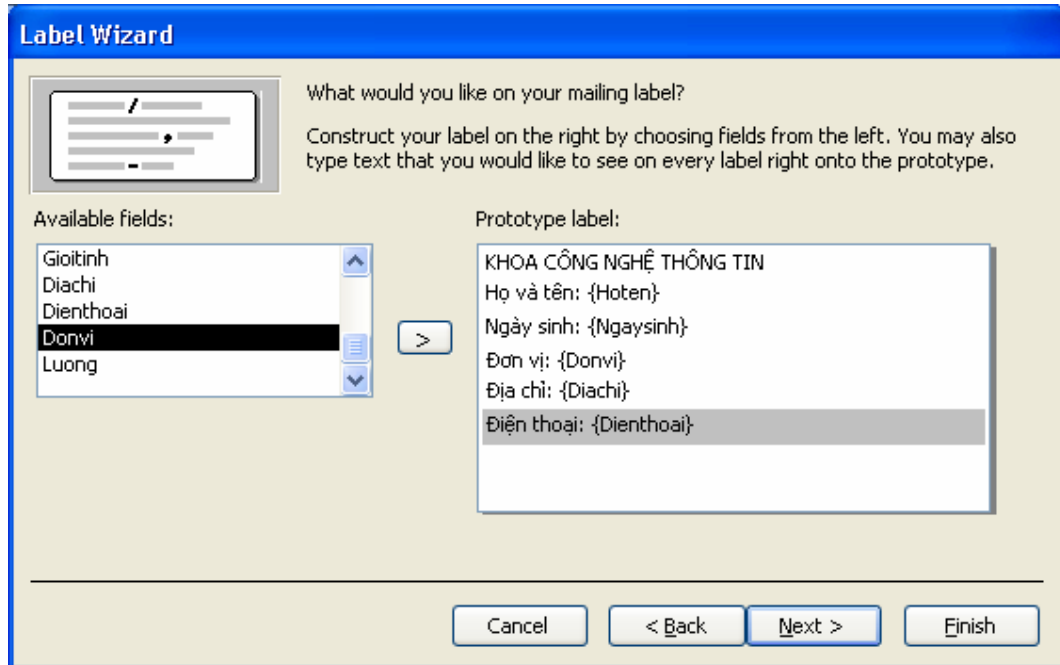 Label Wizard
What would you like on your mailing label?
Construct your label on the right by choosing fields from the left. You may also
type text that you would like to see on every label right onto the prototype.
Available fields:
Gioitinh
Diachi
Dienthoai
Donvi
Luong
>
Prototype label:
KHOA CÔNG NGHỆ THÔNG TIN
Họ và tên: {Hoten}
Ngày sinh: {Ngaysinh}
Đơn vị: {Donvi}
Địa chỉ: {Diachi}
Điện thoại: {Dienthoai}
Cancel < Back Next > Finish